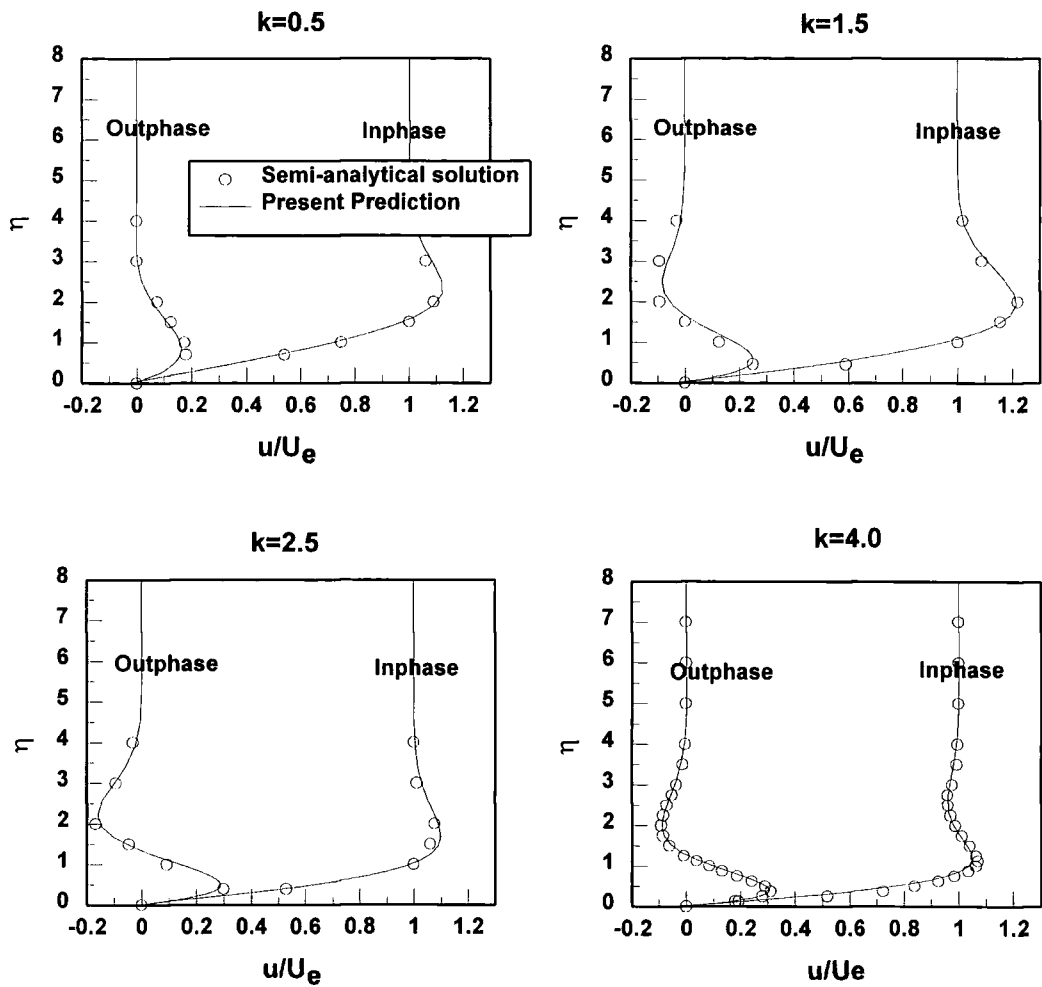 k=0.5
8
7
6
5
4
3
2
1
0
η
Outphase
Inphase
Semi-analytical solution
Present Prediction
-0.2 0 0.2 0.4 0.6 0.8 1 1.2
u/Ue
k=1.5
8
7
6
5
4
3
2
1
0
η
Outphase
Inphase
-0.2 0 0.2 0.4 0.6 0.8 1 1.2
u/Ue
k=2.5
8
7
6
5
4
3
2
1
0
η
Outphase
Inphase
-0.2 0 0.2 0.4 0.6 0.8 1 1.2
u/Ue
k=4.0
8
7
6
5
4
3
2
1
0
η
Outphase
Inphase
-0.2 0 0.2 0.4 0.6 0.8 1 1.2
u/Ue